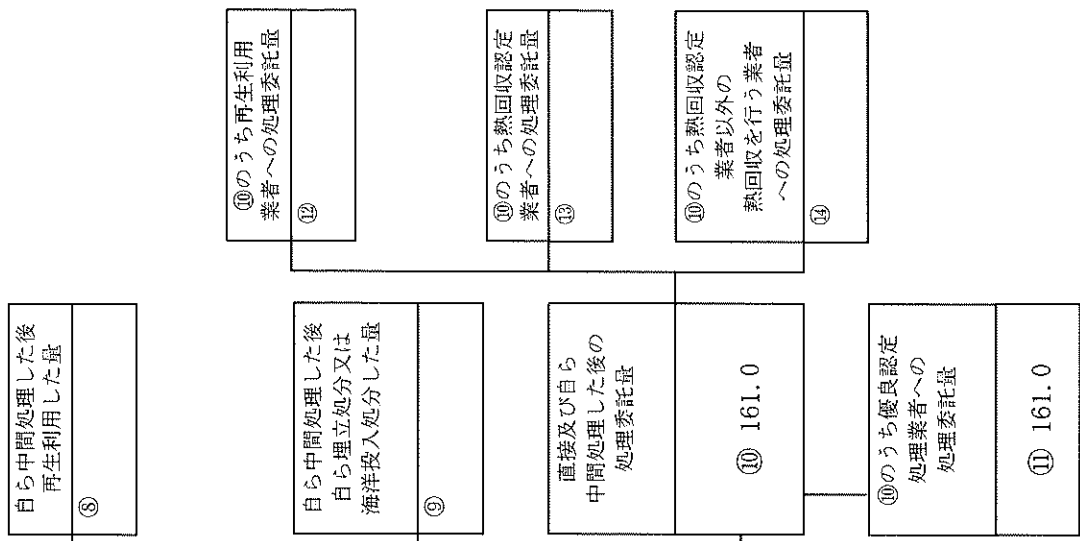 自ら中間処理した後
再生利用した量
⑧
自ら中間処理した後
自ら埋立処分又は
海洋投入処分した量
⑨
直接及び自ら
中間処理した後の
処理委託量
⑩ 161.0
⑩のうち優良認定
処理業者への
処理委託量
⑪ 161.0
⑩のうち再生利用
業者への処理委託量
⑫
⑩のうち熱回収認定
業者への処理委託量
⑬
⑩のうち熱回収認定
業者以外の
熱回収を行う業者
への処理委託量
⑭